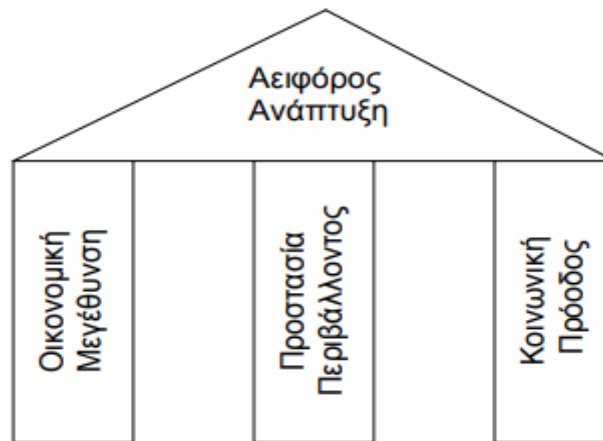 Αειφόρος
Ανάπτυξη
Οικονομική
Μεγέθυνση
Προστασία
Περιβάλλοντος
Κοινωνική
Πρόοδος